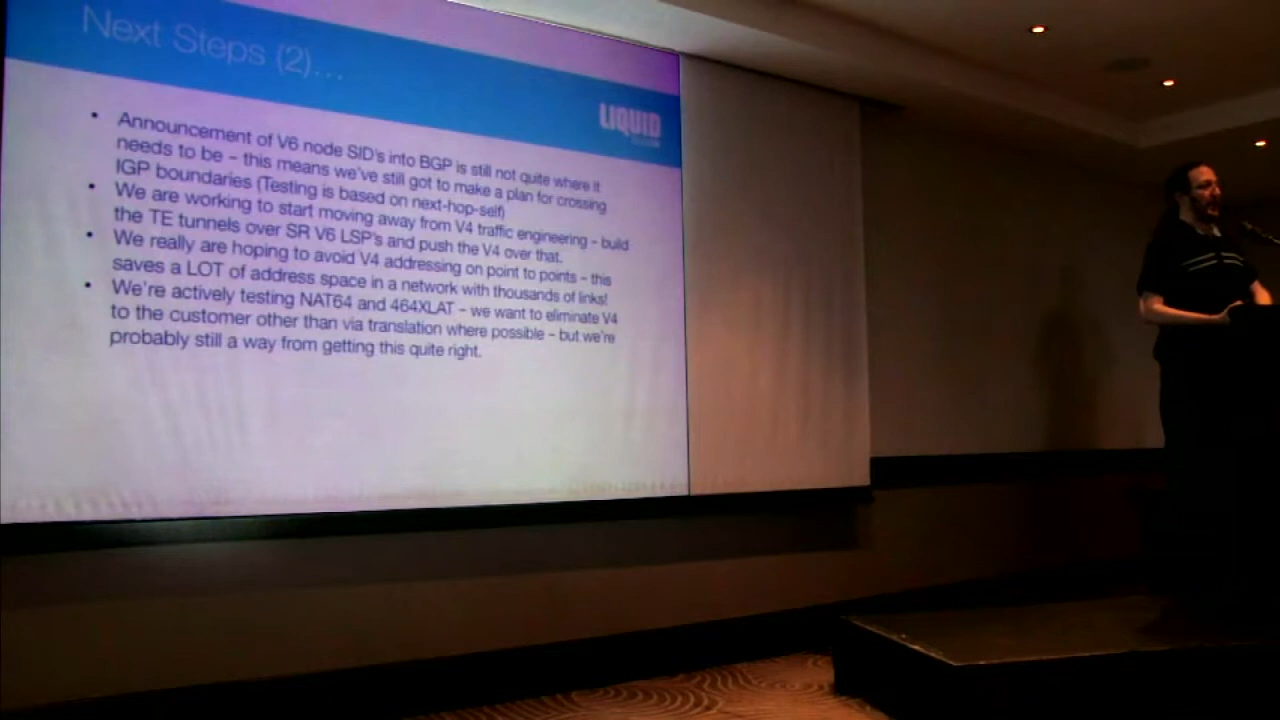 Next Steps (2)...
LIQUID
• Announcement of V6 node SID's into BGP is still not quite where it
needs to be – this means we've still got to make a plan for crossing
IGP boundaries (Testing is based on next-hop-self)
• We are working to start moving away from V4 traffic engineering – build
the TE tunnels over SR V6 LSP's and push the V4 over that.
• We really are hoping to avoid V4 addressing on point to points – this
saves a LOT of address space in a network with thousands of links!
• We're actively testing NAT64 and 464XLAT – we want to eliminate V4
to the customer other than via translation where possible – but we're
probably still a way from getting this quite right.